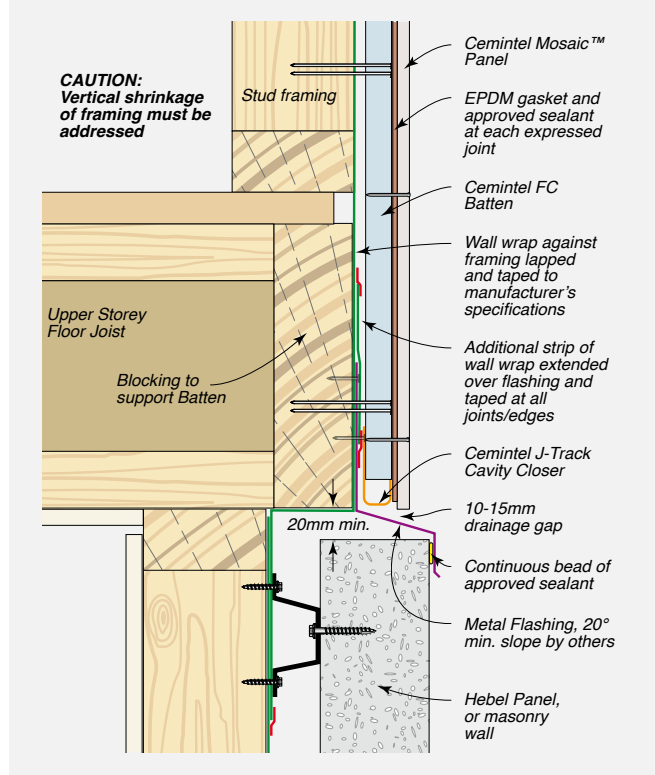 CAUTION:
Vertical shrinkage
of framing must be
addressed
Stud framing
Cemintel Mosaic™
Panel
EPDM gasket and
approved sealant
at each expressed
joint
Cemintel FC
Batten
Wall wrap against
framing lapped
and taped to
manufacturer’s
specifications
Upper Storey
Floor Joist
Blocking to
support Batten
Additional strip of
wall wrap extended
over flashing and
taped at all
joints/edges
Cemintel J-Track
Cavity Closer
20mm min.
10-15mm
drainage gap
Continuous bead of
approved sealant
Metal Flashing, 20°
min. slope by others
Hebel Panel,
or masonry
wall